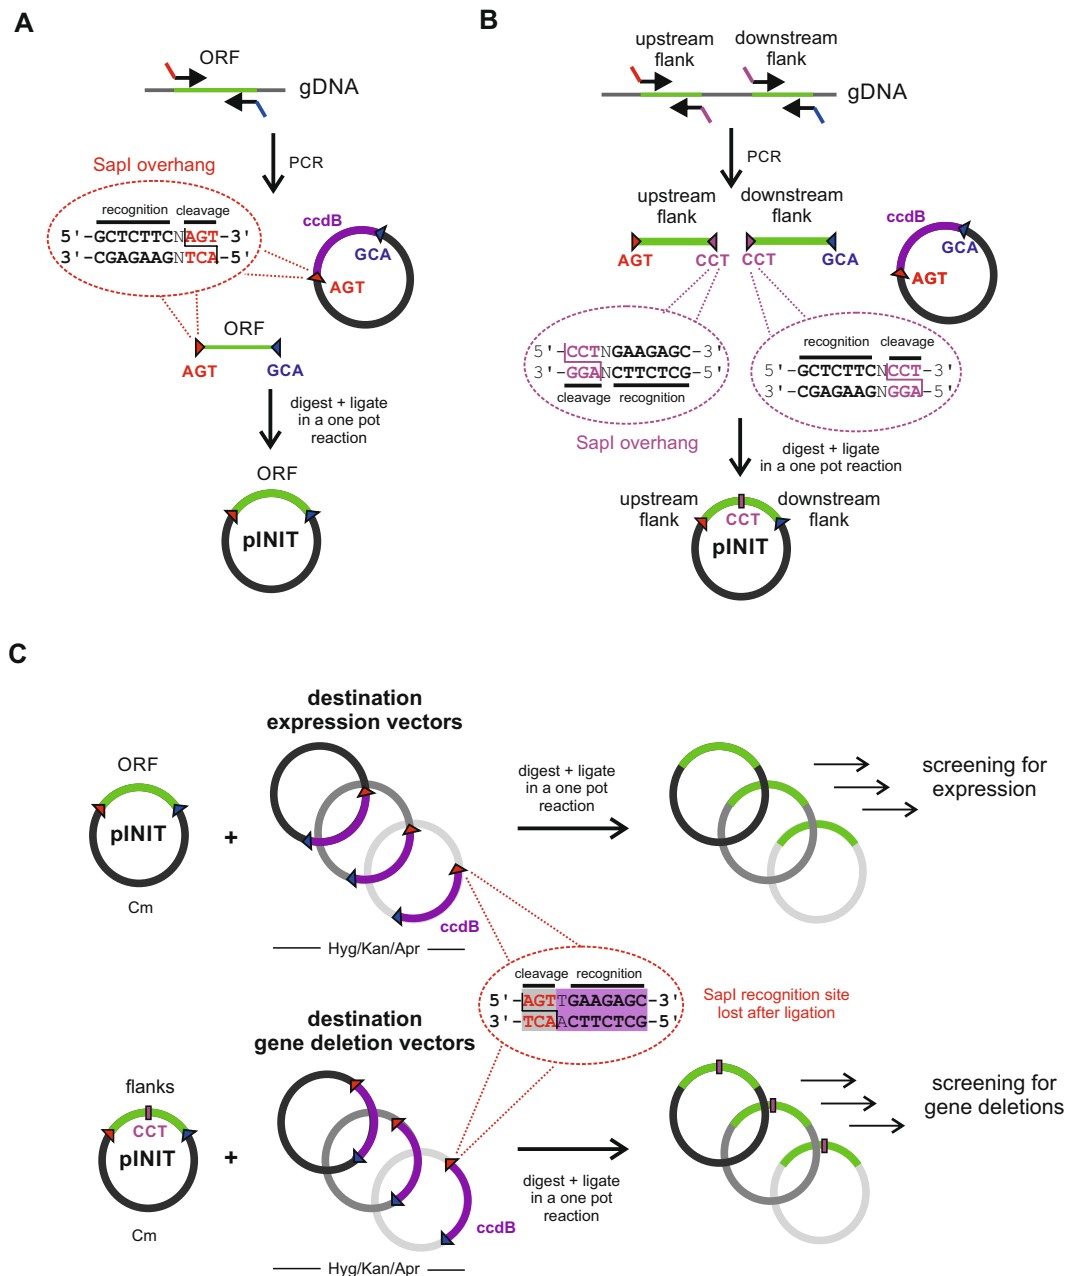 A
ORF
gDNA
PCR
SapI overhang
recognition cleavage
5'-GCTCTTCNAGT-3'
3'-CGAGAAGNTCA-5'
ccdB
GCA
AGT
ORF
AGT
GCA
digest + ligate
in a one pot
reaction
ORF
pINIT
B
upstream
flank
downstream
flank
gDNA
PCR
upstream
flank
downstream
flank
AGT
CCT
CCT
GCA
ccdB
GCA
AGT
5'-CCTNGAAGAGC-3'
3'-GGANCTTCTCG-5'
cleavage recognition
recognition cleavage
5'-GCTCTTCNCCT-3'
3'-CGAGAAGNGGA-5'
SapI overhang
digest + ligate
in a one pot reaction
upstream
flank
downstream
flank
CCT
pINIT
C
destination
expression vectors
ORF
pINIT
Cm
+
ccdB
Hyg/Kan/Apr
digest + ligate
in a one pot
reaction
screening for
expression
cleavage recognition
5'-AGTTGAAGAGC-3'
3'-TCAACTTCTCG-5'
SapI recognition site
lost after ligation
destination
gene deletion vectors
flanks
CCT
pINIT
Cm
+
ccdB
Hyg/Kan/Apr
digest + ligate
in a one pot
reaction
screening for
gene deletions